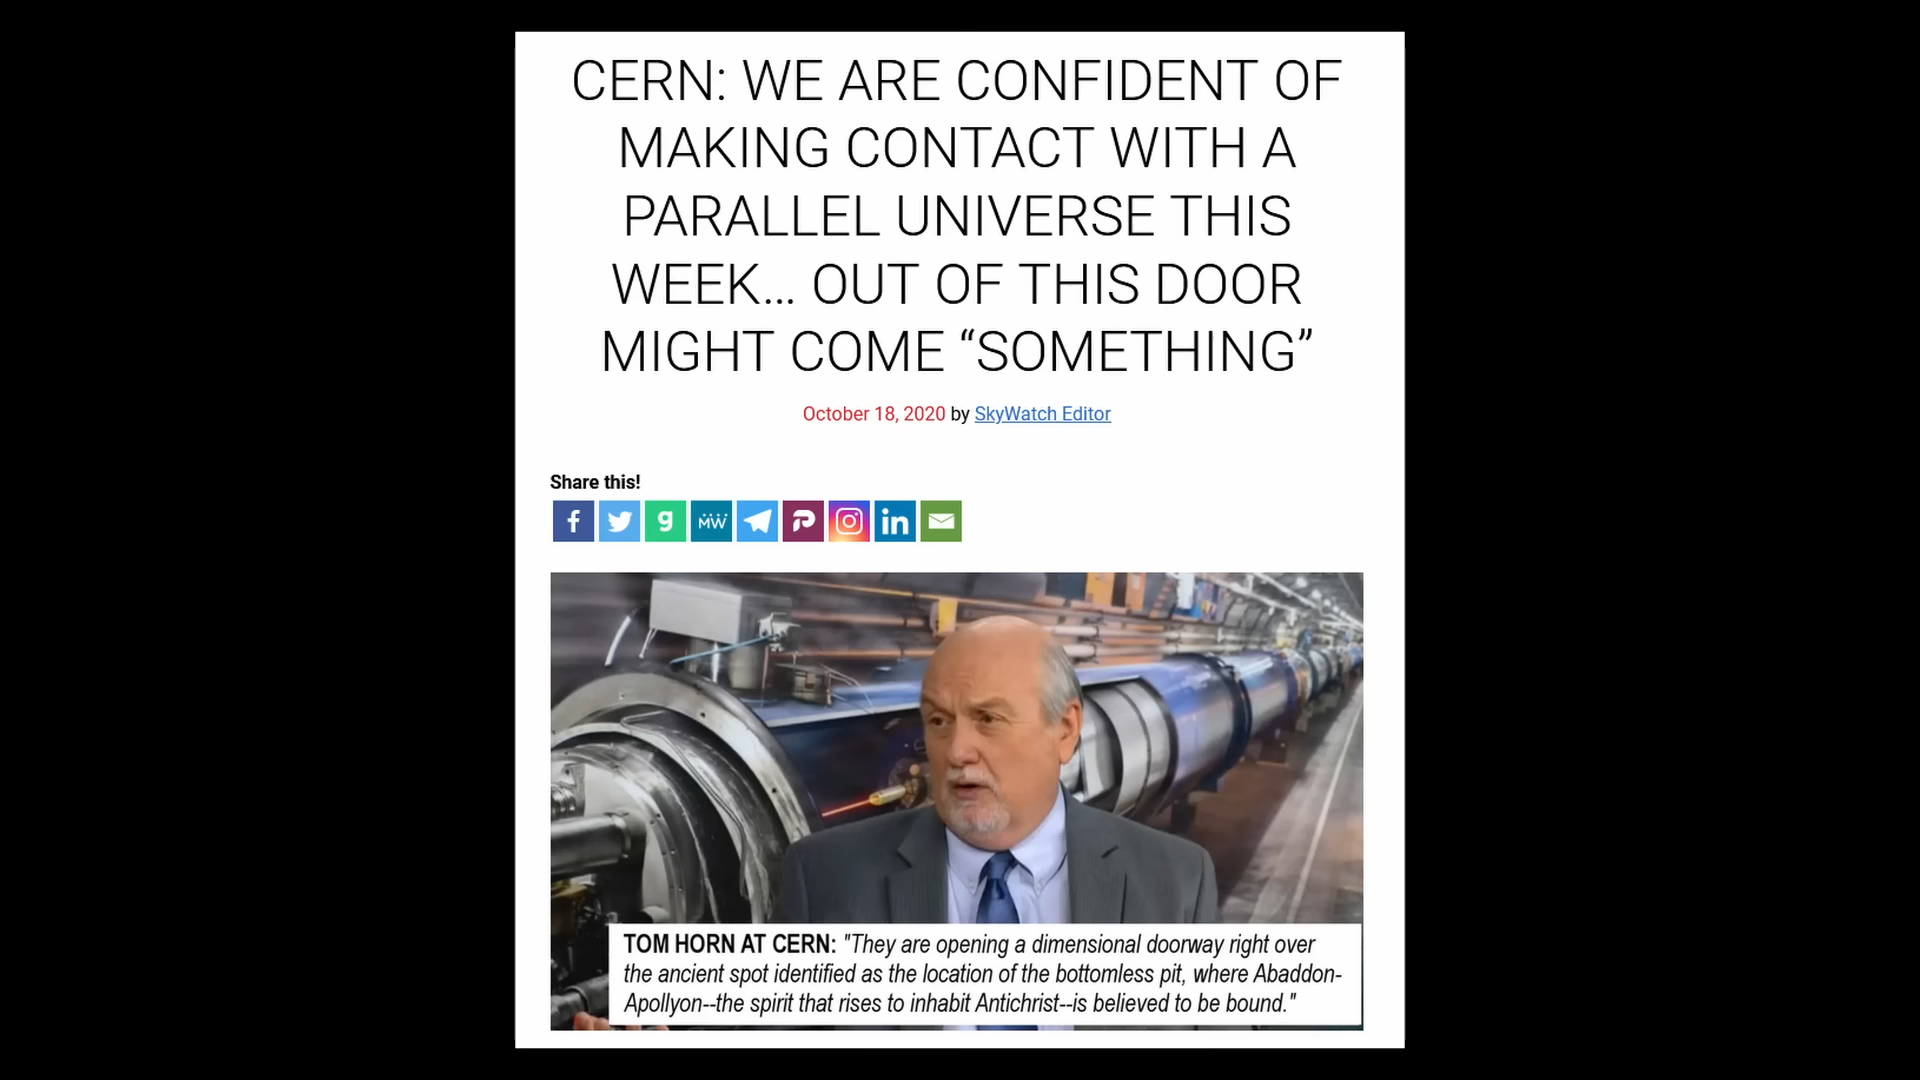 CERN: WE ARE CONFIDENT OF
MAKING CONTACT WITH A
PARALLEL UNIVERSE THIS
WEEK… OUT OF THIS DOOR
MIGHT COME “SOMETHING”
October 18, 2020 by SkyWatch Editor
Share this!
MW
TOM HORN AT CERN: "They are opening a dimensional doorway right over
the ancient spot identified as the location of the bottomless pit, where Abaddon-
Apollyon--the spirit that rises to inhabit Antichrist--is believed to be bound."